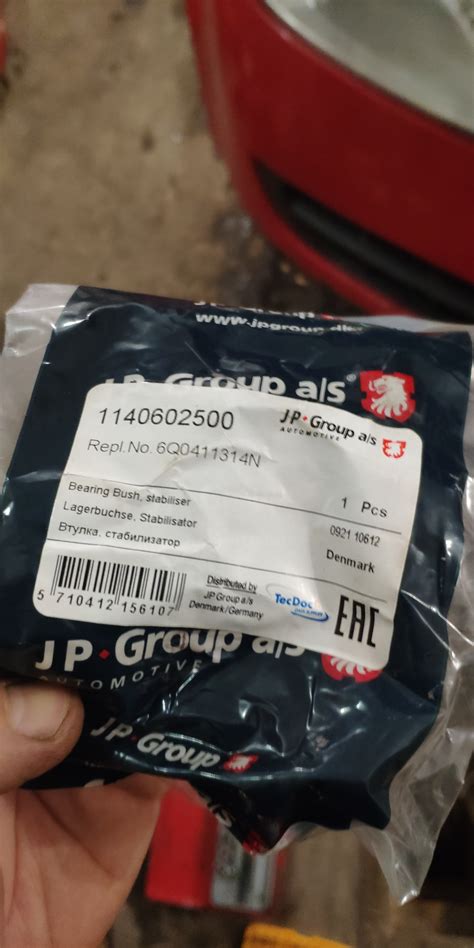 JP Group
www.jpgroup.dk
JP Group a/s
1140602500
JP Group a/s
AUTOMOTIVE
Repl.No. 6Q0411314N
Bearing Bush, stabiliser
1 Pcs
Lagerbuchse, Stabilisator
0921 10612
Втулка, стабилизатор
Denmark
5 710412 156107
Distributed by
JP Group a/s
Denmark/Germany
TecDoc
EAC
JP Group a/s
AUTOMOTIVE
JP Group